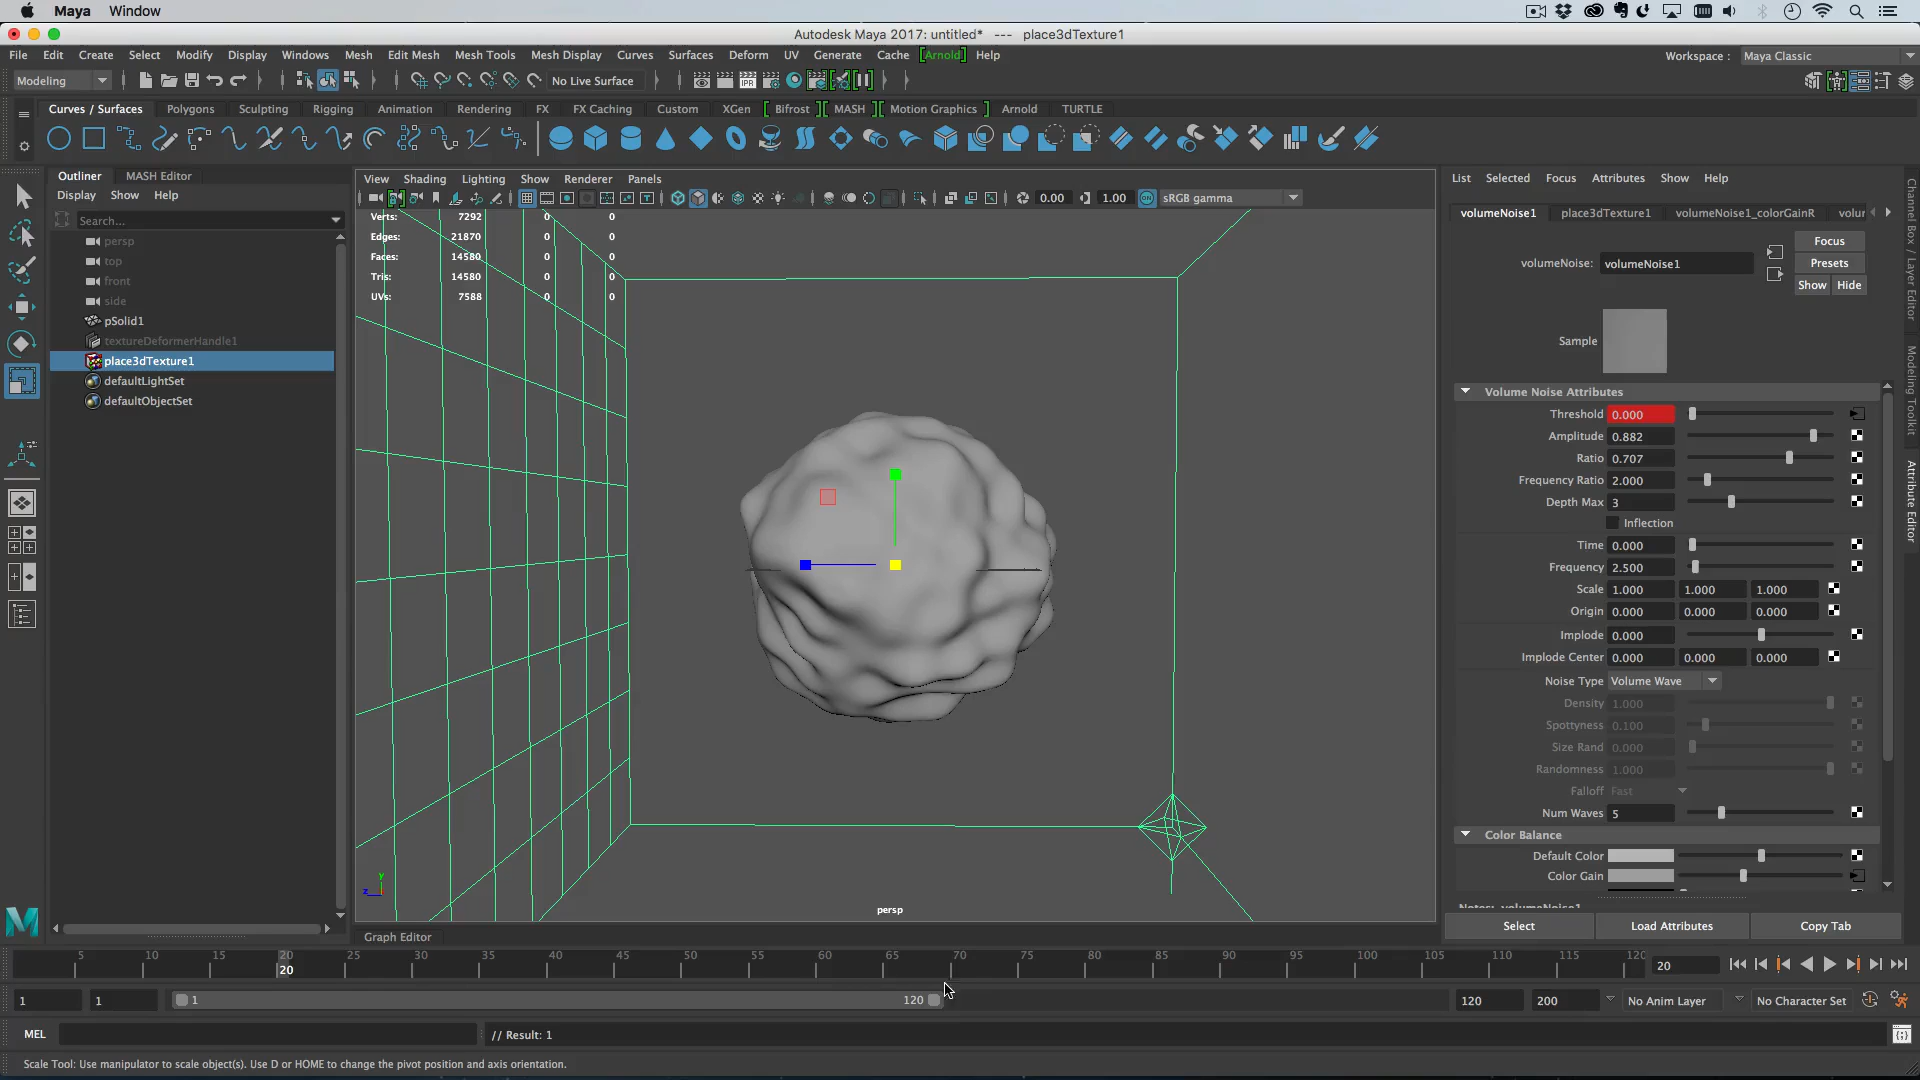 Maya Window
Autodesk Maya 2017: untitled* --- place3dTexture1
File Edit Create Select Modify Display Windows Mesh Edit Mesh Mesh Tools Mesh Display Curves Surfaces Deform UV Generate Cache [Arnold] Help
Workspace : Maya Classic
Modeling
No Live Surface
IPR
Curves / Surfaces Polygons Sculpting Rigging Animation Rendering FX FX Caching Custom XGen [ Bifrost ] [ MASH ] [ Motion Graphics ] Arnold TURTLE
Outliner MASH Editor
Display Show Help
Search...
persp
top
front
side
pSolid1
textureDeformerHandle1
place3dTexture1
defaultLightSet
defaultObjectSet
View Shading Lighting Show Renderer Panels
0.00 1.00 sRGB gamma
Verts: 7292 0 0
Edges: 21870 0 0
Faces: 14580 0 0
Tris: 14580 0 0
UVs: 7588 0 0
y
z
persp
List Selected Focus Attributes Show Help
volumeNoise1 place3dTexture1 volumeNoise1_colorGainR volur
Focus
volumeNoise: volumeNoise1
Presets
Show Hide
Sample
Volume Noise Attributes
Threshold 0.000
Amplitude 0.882
Ratio 0.707
Frequency Ratio 2.000
Depth Max 3
Inflection
Time 0.000
Frequency 2.500
Scale 1.000 1.000 1.000
Origin 0.000 0.000 0.000
Implode 0.000
Implode Center 0.000 0.000 0.000
Noise Type Volume Wave
Density 1.000
Spottyness 0.100
Size Rand 0.000
Randomness 1.000
Falloff Fast
Num Waves 5
Color Balance
Default Color
Color Gain
Notes: volumeNoise1
Select Load Attributes Copy Tab
Channel Box / Layer Editor
Modeling Toolkit
Attribute Editor
Graph Editor
5 10 15 20 25 30 35 40 45 50 55 60 65 70 75 80 85 90 95 100 105 110 115 120
20
20
1 1 1 120 120 200 No Anim Layer No Character Set
MEL // Result: 1
Scale Tool: Use manipulator to scale object(s). Use D or HOME to change the pivot position and axis orientation.